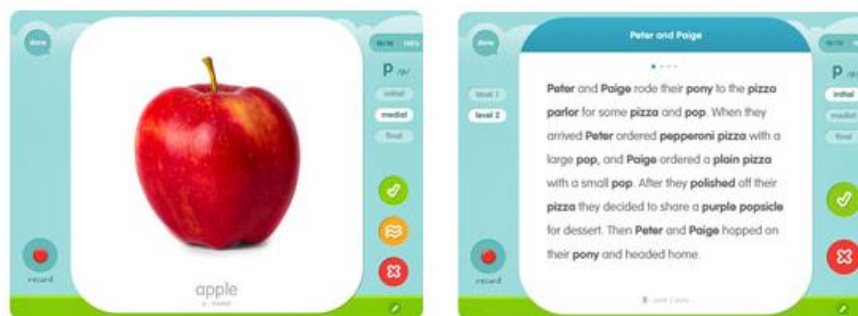 done
p /p/
initial
medial
final
record
apple
Peter and Paige
done
level 1
level 2
p /p/
initial
medial
final
Peter and Paige rode their pony to the pizza
parlor for some pizza and pop. When they
arrived Peter ordered pepperoni pizza with a
large pop, and Paige ordered a plain pizza
with a small pop. After they polished off their
pizza they decided to share a purple popsicle
for dessert. Then Peter and Paige hopped on
their pony and headed home.
record